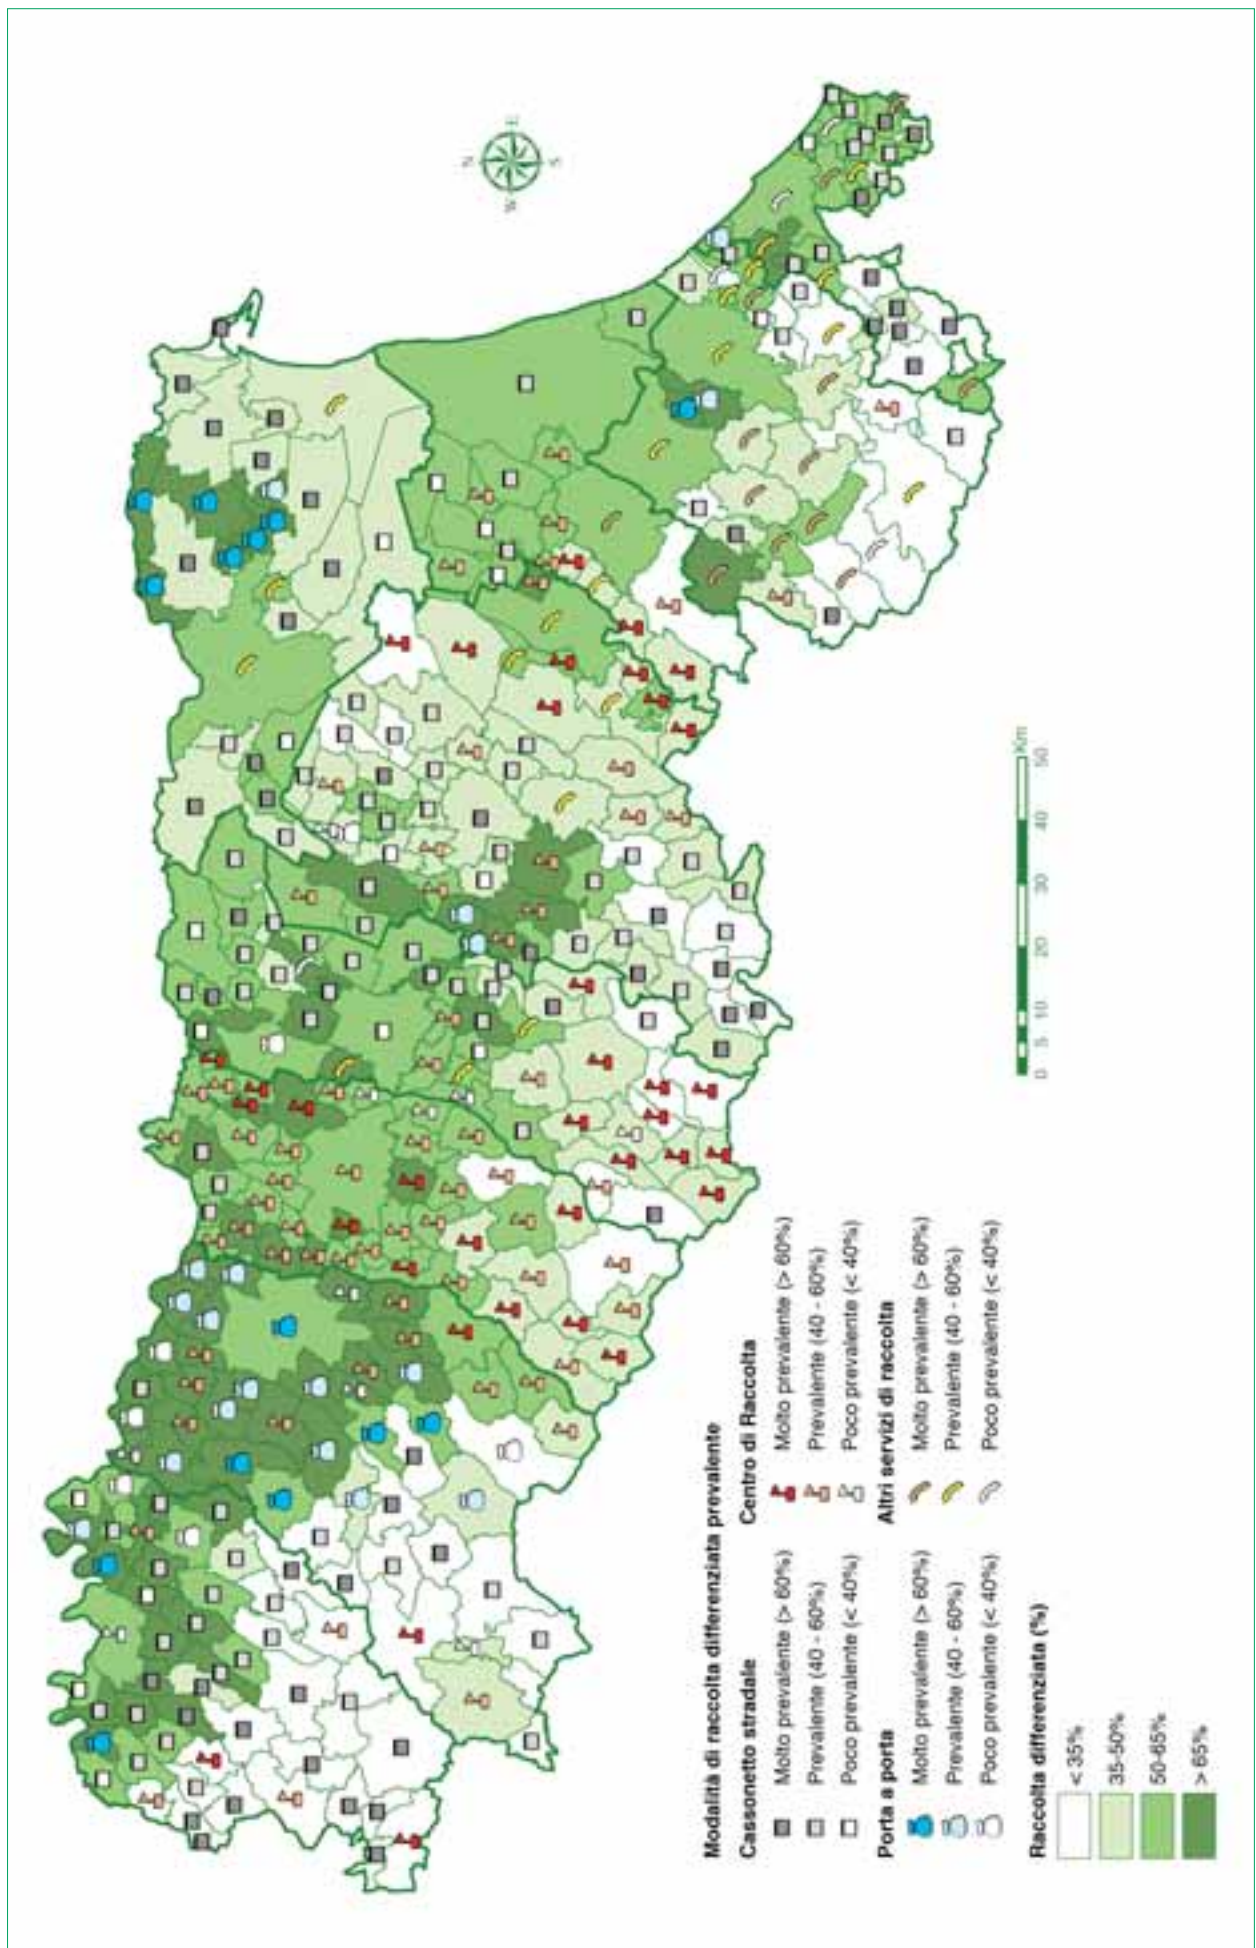 N
E
S
W
0 5 10 20 30 40 50
Km
Modalità di raccolta differenziata prevalente
Cassonetto stradale
Molto prevalente (> 60%)
Prevalente (40 - 60%)
Poco prevalente (< 40%)
Centro di Raccolta
Molto prevalente (> 60%)
Prevalente (40 - 60%)
Poco prevalente (< 40%)
Porta a porta
Molto prevalente (> 60%)
Prevalente (40 - 60%)
Poco prevalente (< 40%)
Altri servizi di raccolta
Molto prevalente (> 60%)
Prevalente (40 - 60%)
Poco prevalente (< 40%)
Raccolta differenziata (%)
< 35%
35-50%
50-65%
> 65%